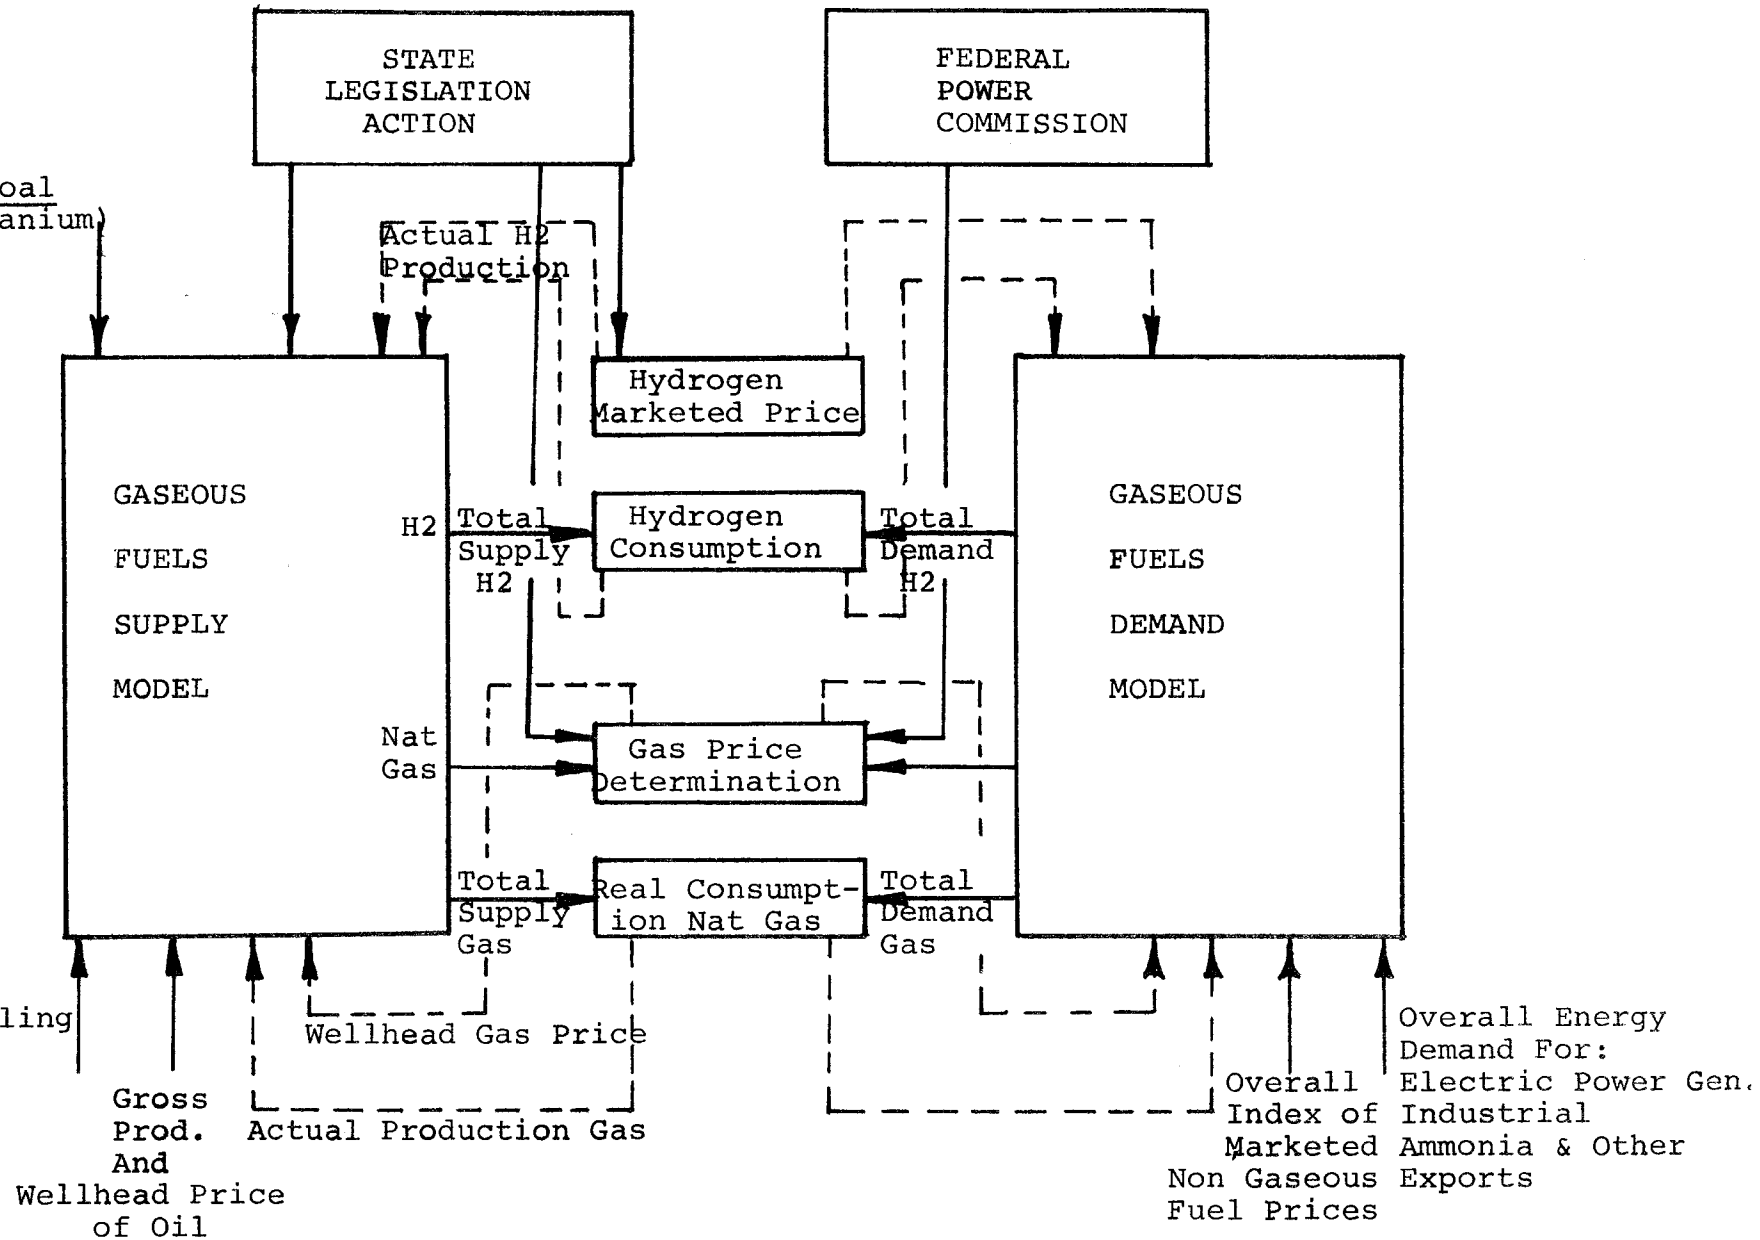 STATE
LEGISLATION
ACTION
FEDERAL
POWER
COMMISSION
oal
anium)
Actual H2
Production
Hydrogen
Marketed Price
GASEOUS
FUELS
SUPPLY
MODEL
H2
Total
Supply
H2
Hydrogen
Consumption
Total
Demand
H2
GASEOUS
FUELS
DEMAND
MODEL
Nat
Gas
Gas Price
Determination
Total
Supply
Gas
Real Consumpt-
ion Nat Gas
Total
Demand
Gas
ling
Wellhead Gas Price
Gross
Prod.
And
Wellhead Price
of Oil
Actual Production Gas
Overall
Index of
Marketed
Non Gaseous
Fuel Prices
Overall Energy
Demand For:
Electric Power Gen.
Industrial
Ammonia & Other
Exports